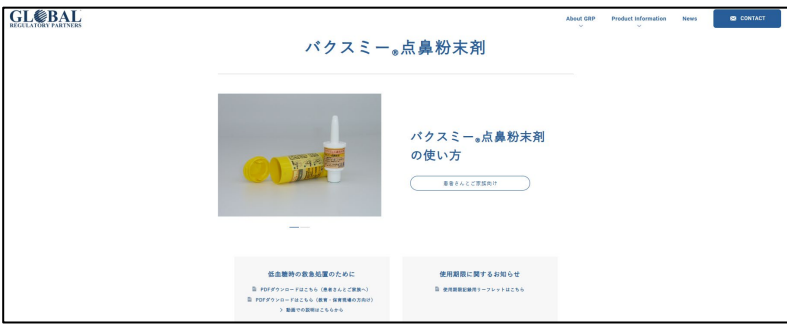 GLOBAL
REGULATORY PARTNERS
About GRP
Product Information
News
CONTACT
バクスミー®点鼻粉末剤
バクスミー®点鼻粉末剤
の使い方
患者さんとご家族向け
低血糖時の救急処置のために
PDFダウンロードはこちら（患者さんとご家族へ）
PDFダウンロードはこちら（教育・保育現場の方向け）
> 動画での説明はこちらから
使用期限に関するお知らせ
使用期限記録用リーフレットはこちら